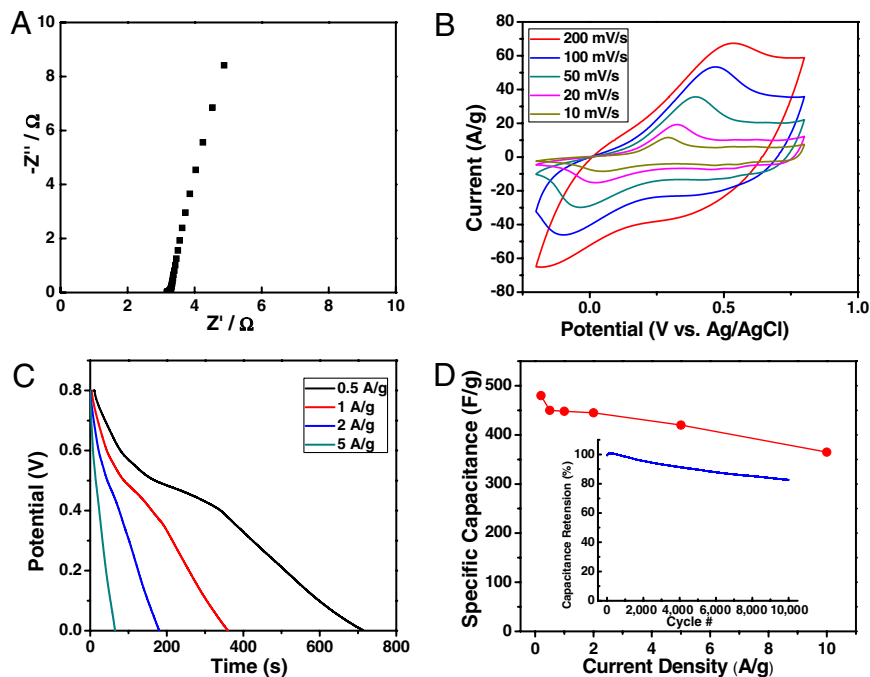 A
-Z'' / Ω
10
8
6
4
2
0
0 2 4 6 8 10
Z' / Ω
B
Current (A/g)
80
60
40
20
0
-20
-40
-60
-80
200 mV/s
100 mV/s
50 mV/s
20 mV/s
10 mV/s
0.0 0.5 1.0
Potential (V vs. Ag/AgCl)
C
Potential (V)
0.8
0.6
0.4
0.2
0.0
0.5 A/g
1 A/g
2 A/g
5 A/g
0 200 400 600 800
Time (s)
D
Specific Capacitance (F/g)
500
400
300
200
100
0
Capacitance Retention (%)
100
80
60
40
20
0
0 2,000 4,000 6,000 8,000 10,000
Cycle #
0 2 4 6 8 10
Current Density (A/g)